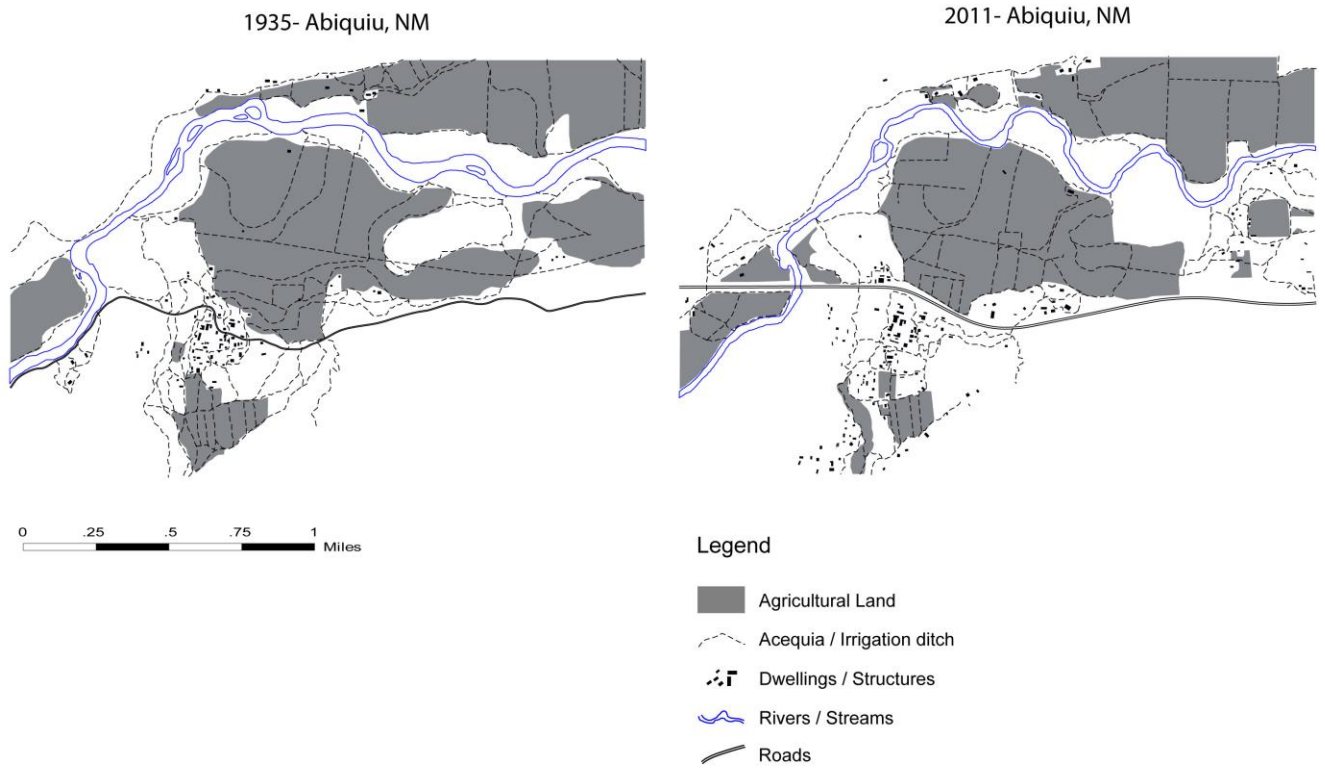 1935- Abiquiu, NM
2011- Abiquiu, NM
0 .25 .5 .75 1
Miles
Legend
Agricultural Land
Acequia / Irrigation ditch
Dwellings / Structures
Rivers / Streams
Roads